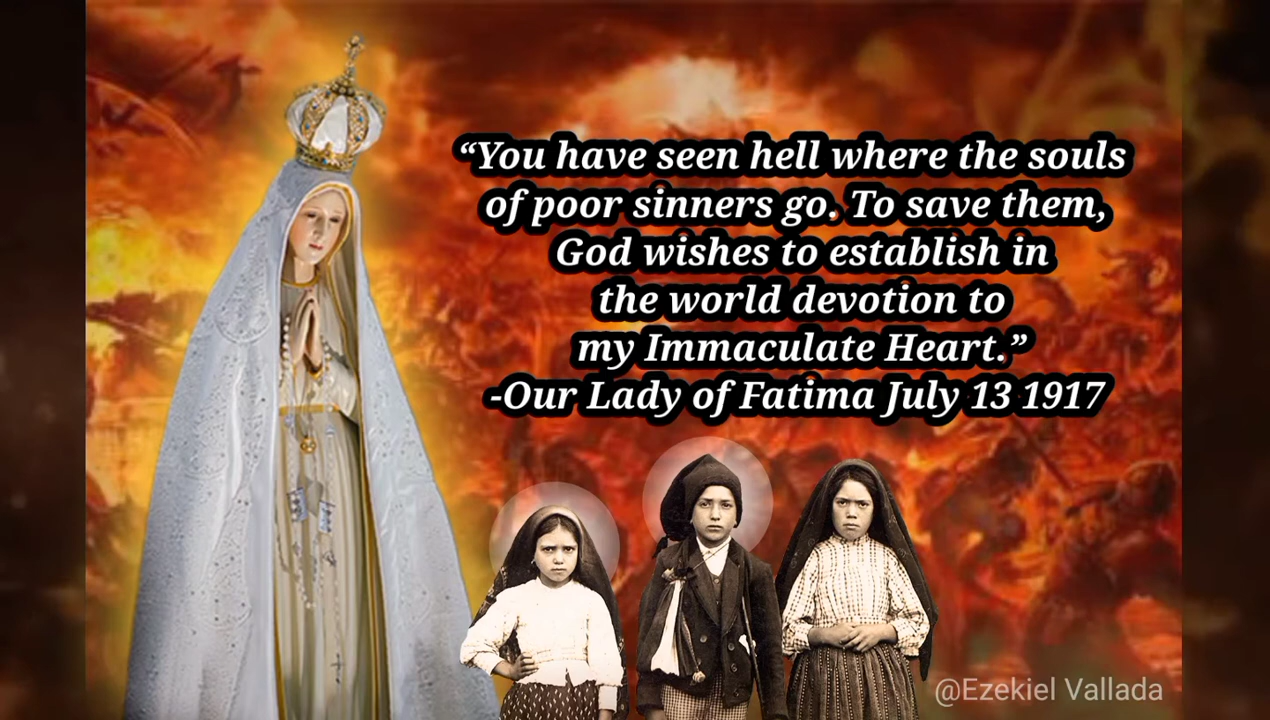 “You have seen hell where the souls
of poor sinners go. To save them,
God wishes to establish in
the world devotion to
my Immaculate Heart.”
-Our Lady of Fatima July 13 1917
@Ezekiel Vallada